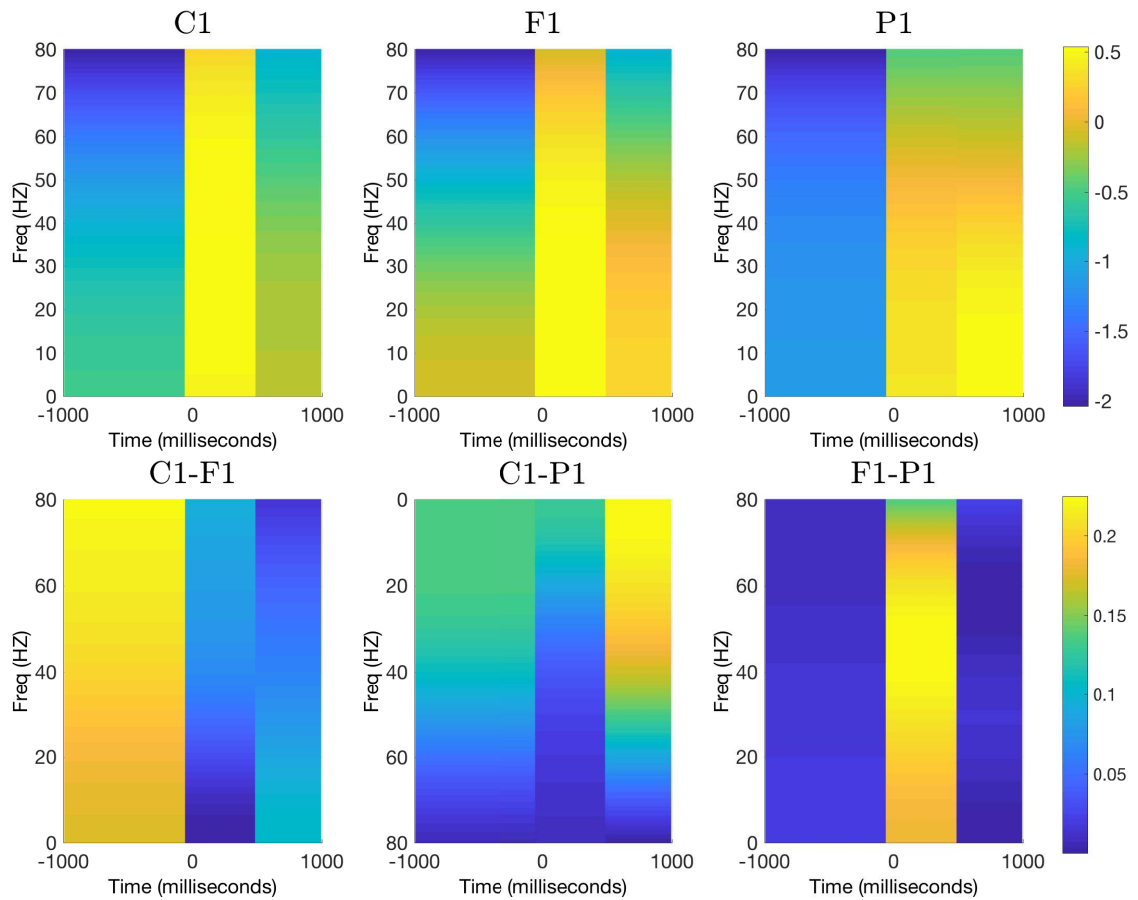 C1 F1 P1
80 70 60 50 40 30 20 10 0
Freq (HZ)
-1000 0 1000
Time (milliseconds)
80 70 60 50 40 30 20 10 0
Freq (HZ)
-1000 0 1000
Time (milliseconds)
80 70 60 50 40 30 20 10 0
Freq (HZ)
-1000 0 1000
Time (milliseconds)
0.5 0 -0.5 -1 -1.5 -2
C1-F1 C1-P1 F1-P1
80 60 40 20 0
Freq (HZ)
-1000 0 1000
Time (milliseconds)
0 20 40 60 80
Freq (HZ)
-1000 0 1000
Time (milliseconds)
80 60 40 20 0
Freq (HZ)
-1000 0 1000
Time (milliseconds)
0.2 0.15 0.1 0.05